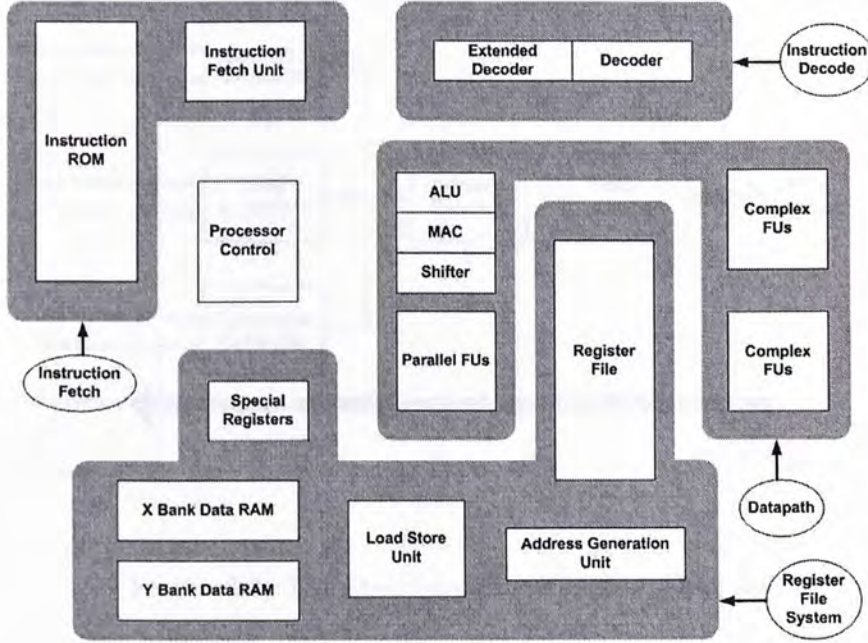 Instruction
Fetch Unit
Instruction
ROM
Processor
Control
Instruction
Fetch
Extended
Decoder
Decoder
Instruction
Decode
ALU
MAC
Shifter
Parallel FUs
Register
File
Complex
FUs
Complex
FUs
Datapath
Special
Registers
X Bank Data RAM
Y Bank Data RAM
Load Store
Unit
Address Generation
Unit
Register
File
System